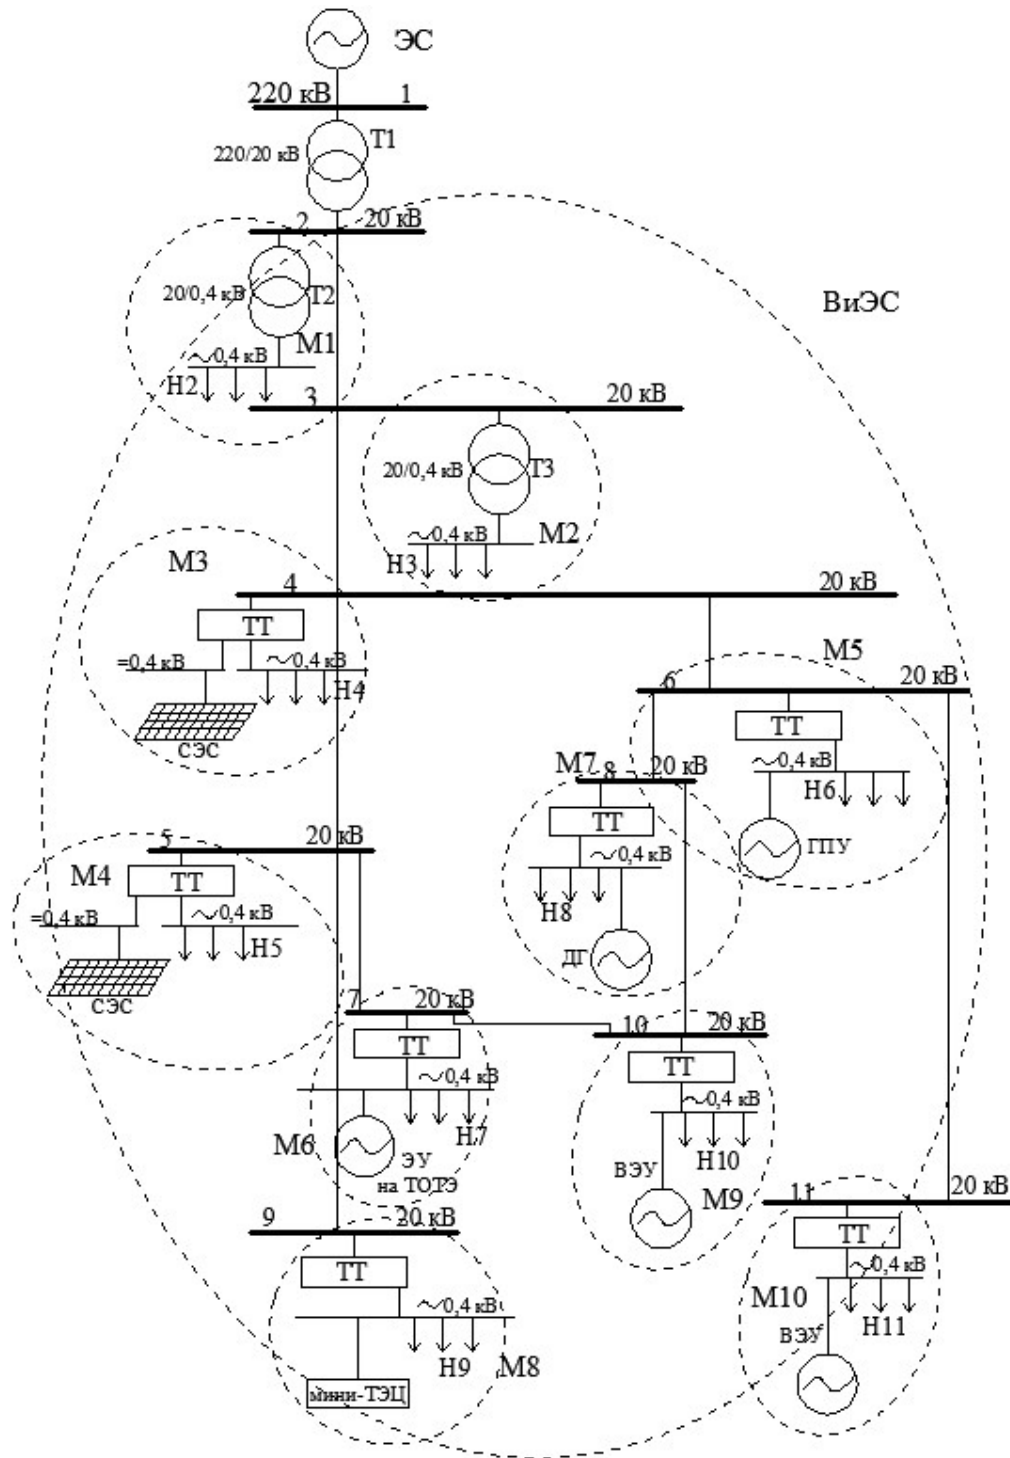 ЭС
220 кВ 1
T1
220/20 кВ
2 20 кВ
20/0,4 кВ T2
ВиЭС
М1
~0,4 кВ
Н2
3 20 кВ
20/0,4 кВ Т3
~0,4 кВ М2
Н3
М3
4 20 кВ
ТТ
=0,4 кВ ~0,4 кВ
Н4
СЭС
М5
6 20 кВ
ТТ
~0,4 кВ
Н6
ГПУ
М7 8 20 кВ
ТТ
~0,4 кВ
Н8
ДГ
5 20 кВ
М4 ТТ
=0,4 кВ ~0,4 кВ
Н5
СЭС
7 20 кВ
ТТ
~0,4 кВ
Н7
М6 ЭУ
на ТОТЭ
10 20 кВ
ТТ
~0,4 кВ
Н10
ВЭУ
М9
11 20 кВ
ТТ
~0,4 кВ
М10
Н11
ВЭУ
9 20 кВ
ТТ
~0,4 кВ
Н9 М8
мини-ТЭЦ